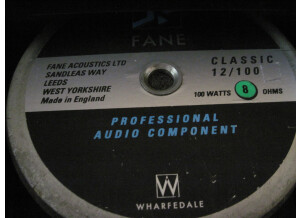 FANE
FANE ACOUSTICS LTD
SANDLEAS WAY
LEEDS
WEST YORKSHIRE
Made in England
CLASSIC
12/100
100 WATTS 8 OHMS
PROFESSIONAL
AUDIO COMPONENT
W
WHARFEDALE